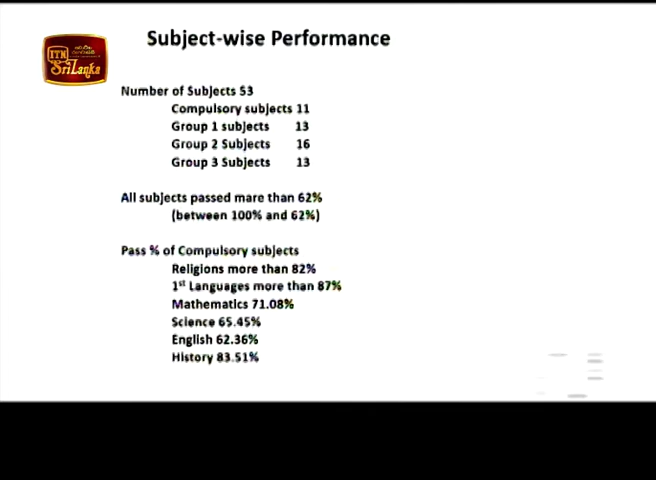 Subject-wise Performance
ITN
SriLanka
Number of Subjects 53
Compulsory subjects 11
Group 1 subjects 13
Group 2 Subjects 16
Group 3 Subjects 13
All subjects passed mare than 62%
(between 100% and 62%)
Pass % of Compulsory subjects
Religions more than 82%
1st Languages more than 87%
Mathematics 71.08%
Science 65.45%
English 62.36%
History 83.51%